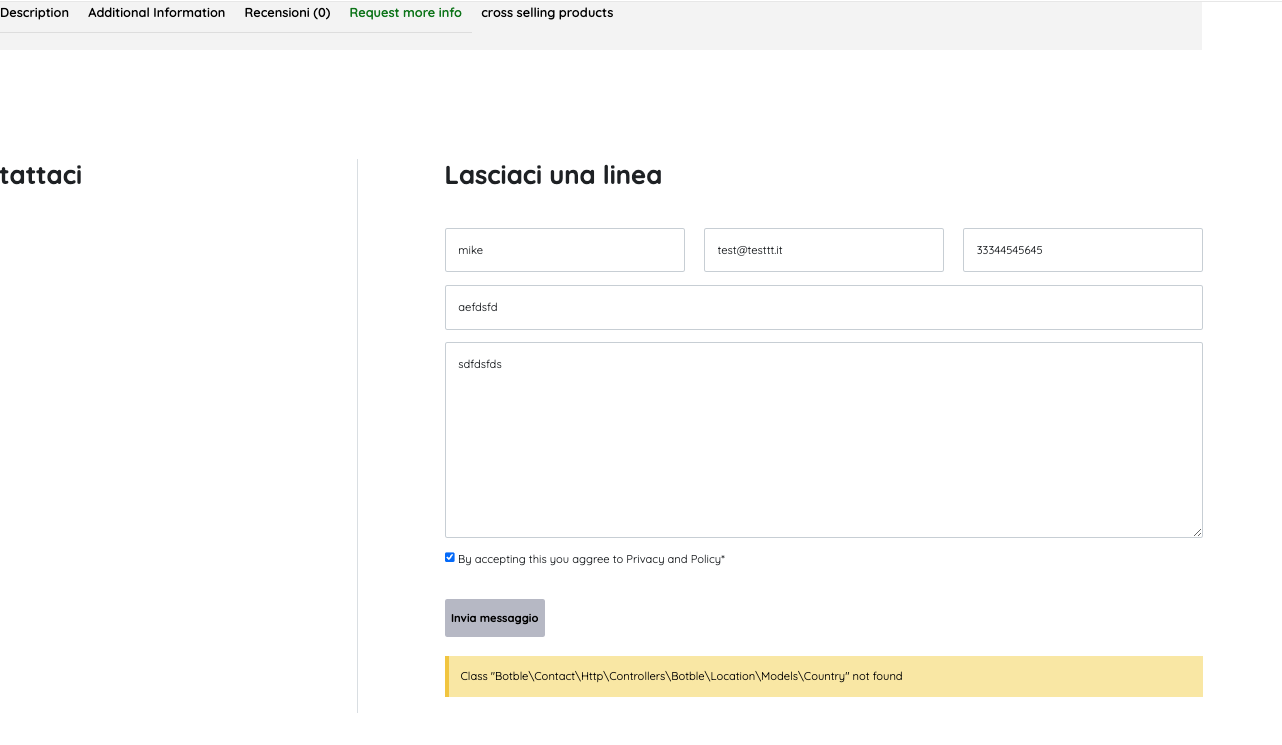 Description Additional Information Recensioni (0) Request more info cross selling products
tattaci
Lasciaci una linea
mike test@testtt.it 33344545645
aefdsfd
sdfdsfds
By accepting this you aggree to Privacy and Policy*
Invia messaggio
Class "Botble\Contact\Http\Controllers\Botble\Location\Models\Country" not found